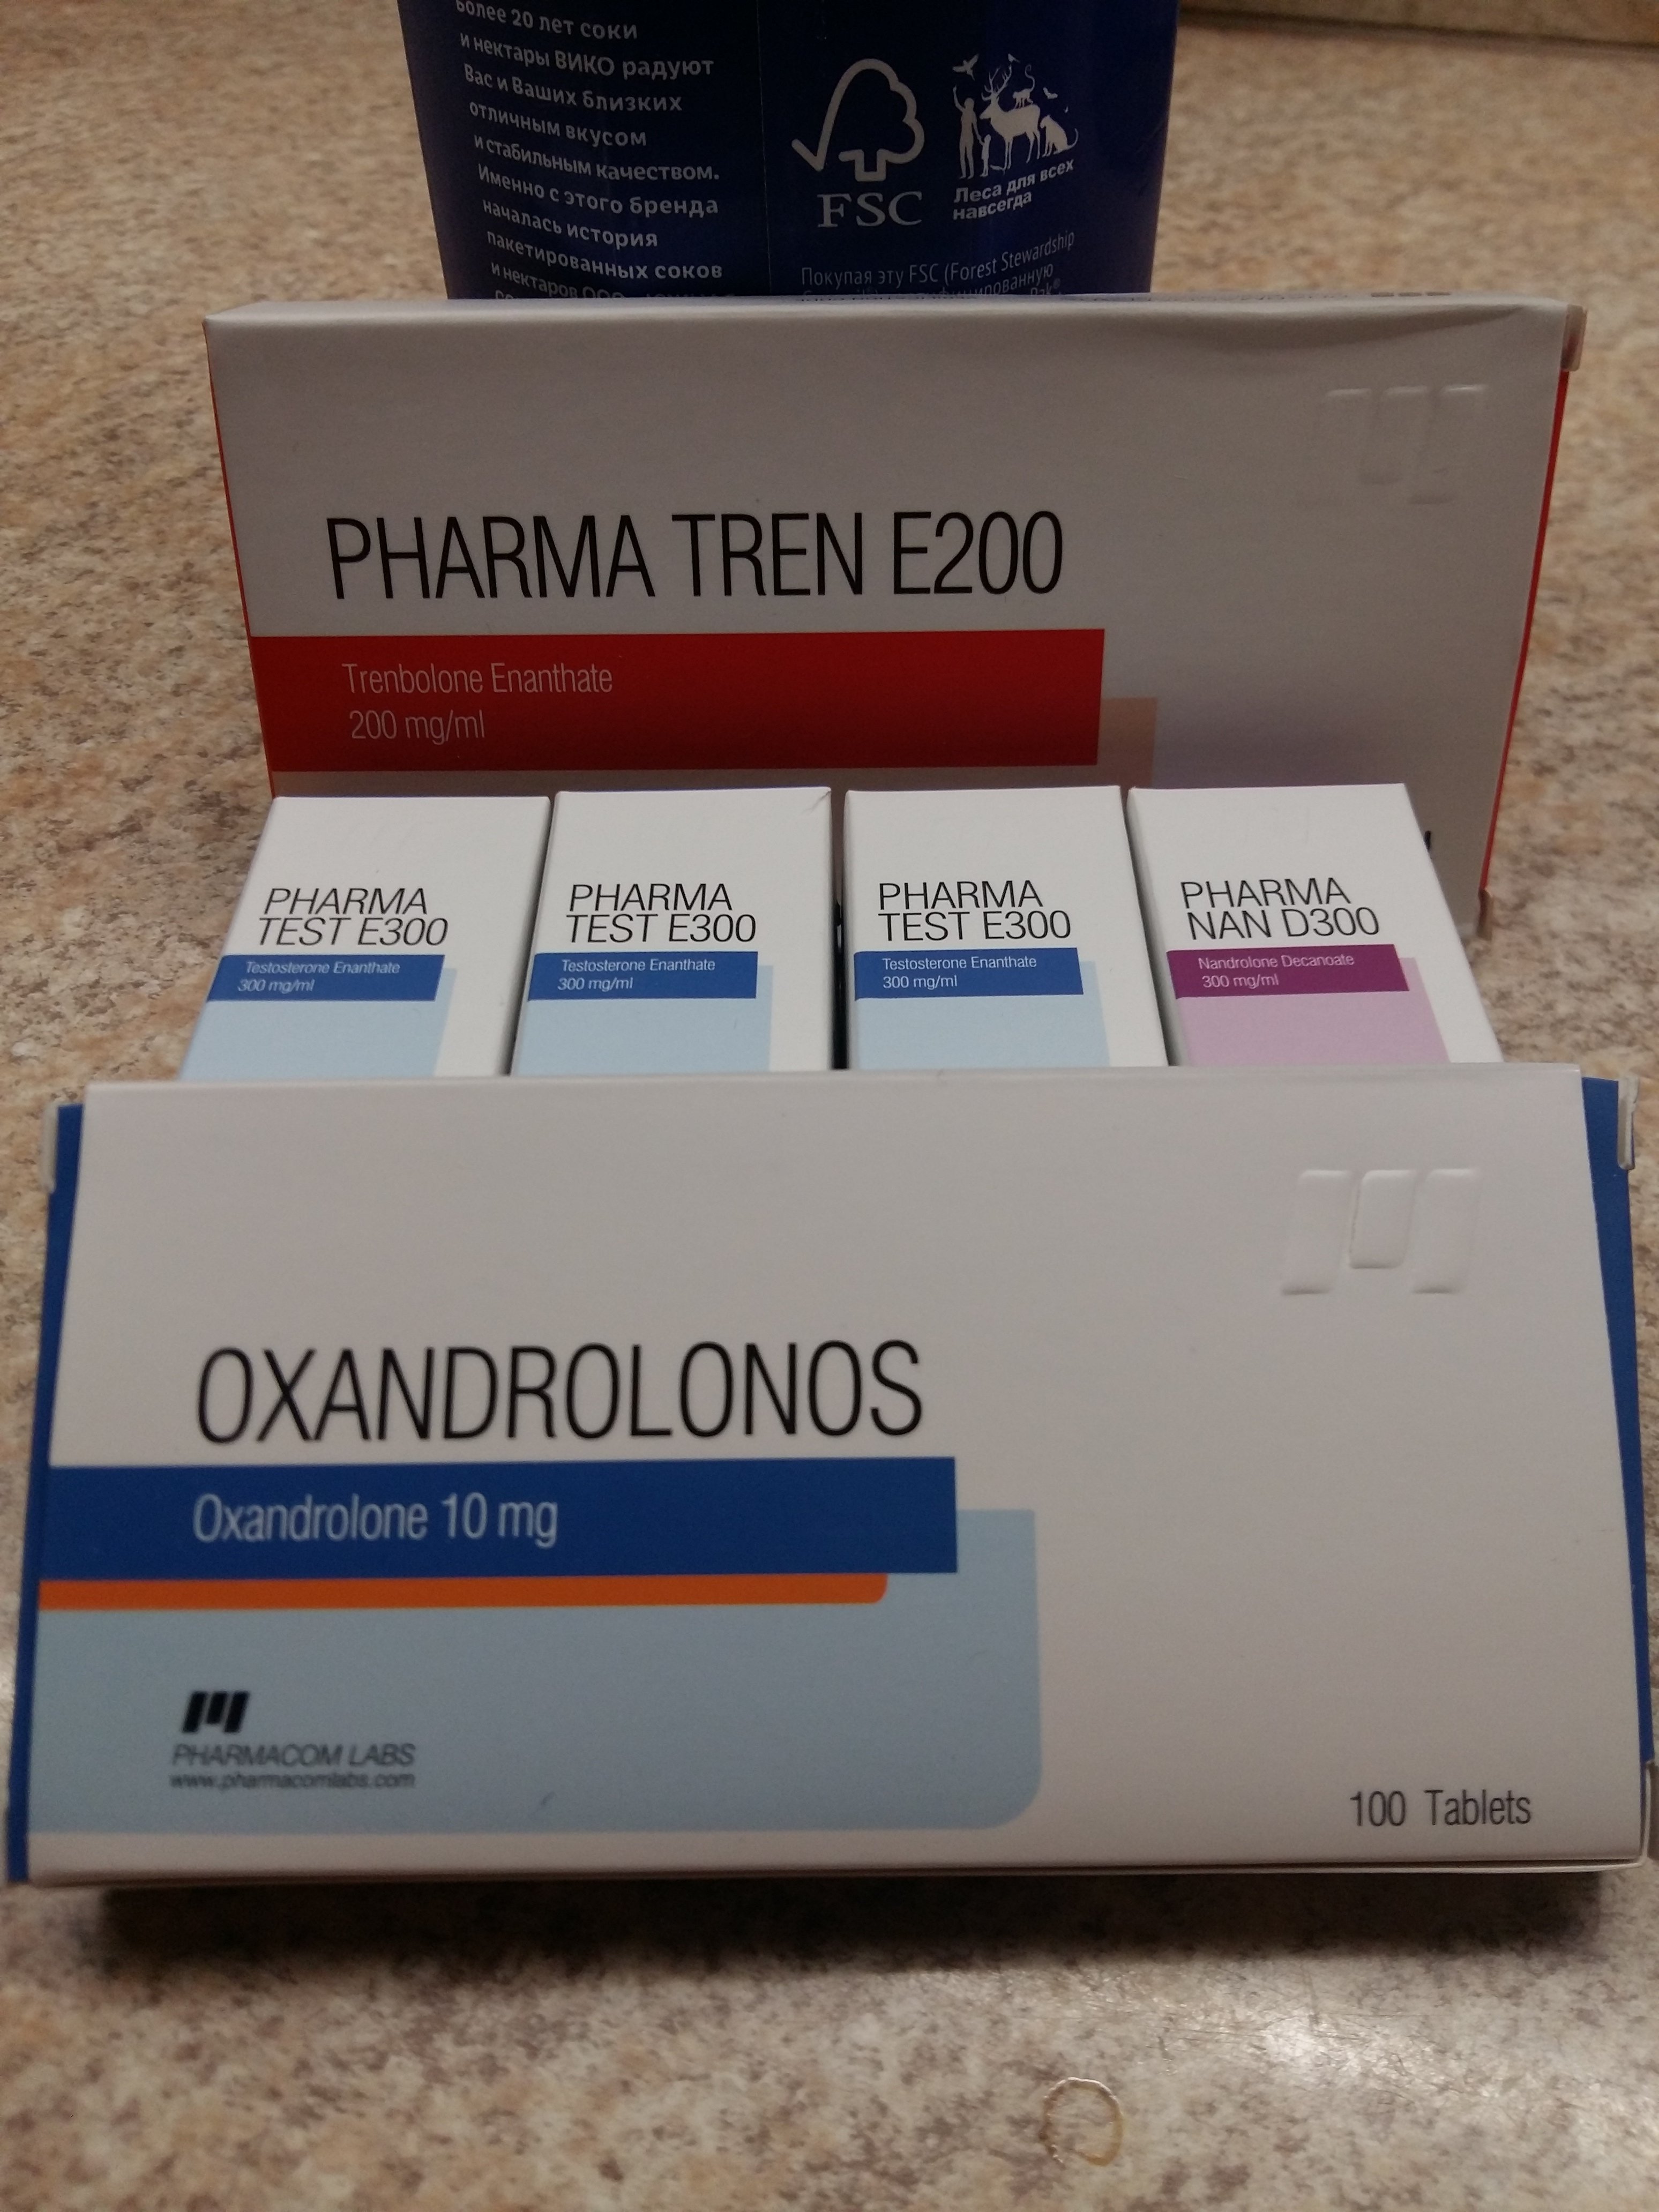 более 20 лет соки
и нектары ВИКО радуют
Вас и Ваших близких
отличным вкусом
и стабильным качеством.
Именно с этого бренда
началась история
пакетированных соков
и нектаров ООО
FSC
Леса для всех
навсегда
Покупая эту FSC (Forest Stewardship
PHARMA TREN E200
Trenbolone Enanthate
200 mg/ml
PHARMA
TEST E300
Testosterone Enanthate
300 mg/ml
PHARMA
TEST E300
Testosterone Enanthate
300 mg/ml
PHARMA
TEST E300
Testosterone Enanthate
300 mg/ml
PHARMA
NAN D300
Nandrolone Decanoate
300 mg/ml
OXANDROLONOS
Oxandrolone 10 mg
PHARMACOM LABS
www.pharmacomlabs.com
100 Tablets